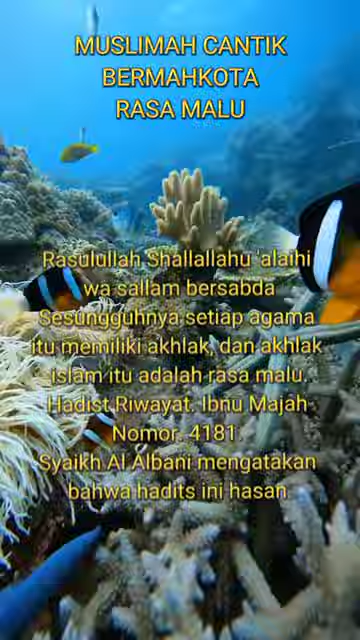 MUSLIMAH CANTIK
BERMAHKOTA
RASA MALU
Rasulullah Shallallahu 'alaihi
wa sallam bersabda
Sesungguhnya setiap agama
itu memiliki akhlak, dan akhlak
islam itu adalah rasa malu.
Hadist Riwayat. Ibnu Majah
Nomor. 4181.
Syaikh Al Albani mengatakan
bahwa hadits ini hasan